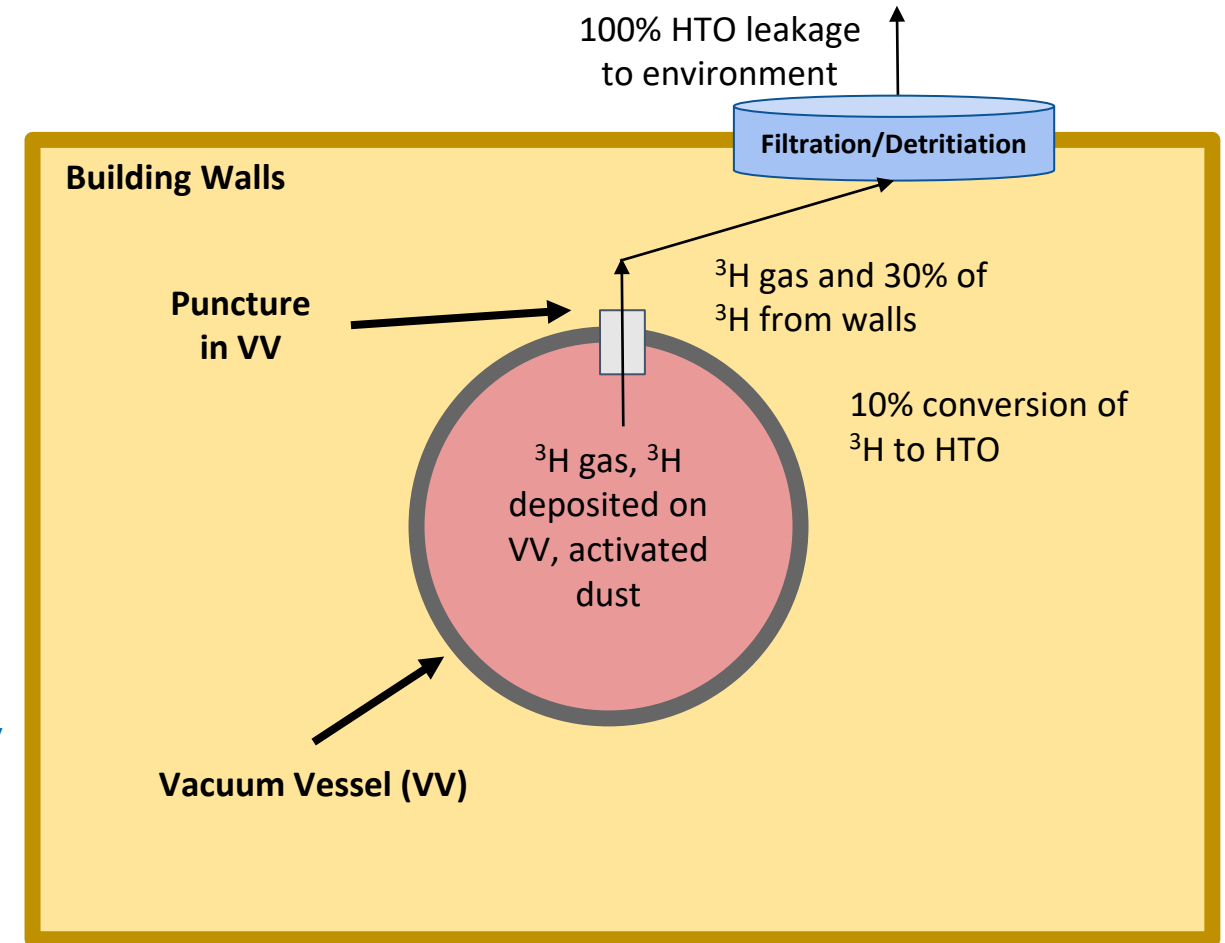 100% HTO leakage
to environment
Filtration/Detritiation
Building Walls
³H gas and 30% of
³H from walls
Puncture
in VV
10% conversion of
³H to HTO
³H gas, ³H
deposited on
VV, activated
dust
Vacuum Vessel (VV)